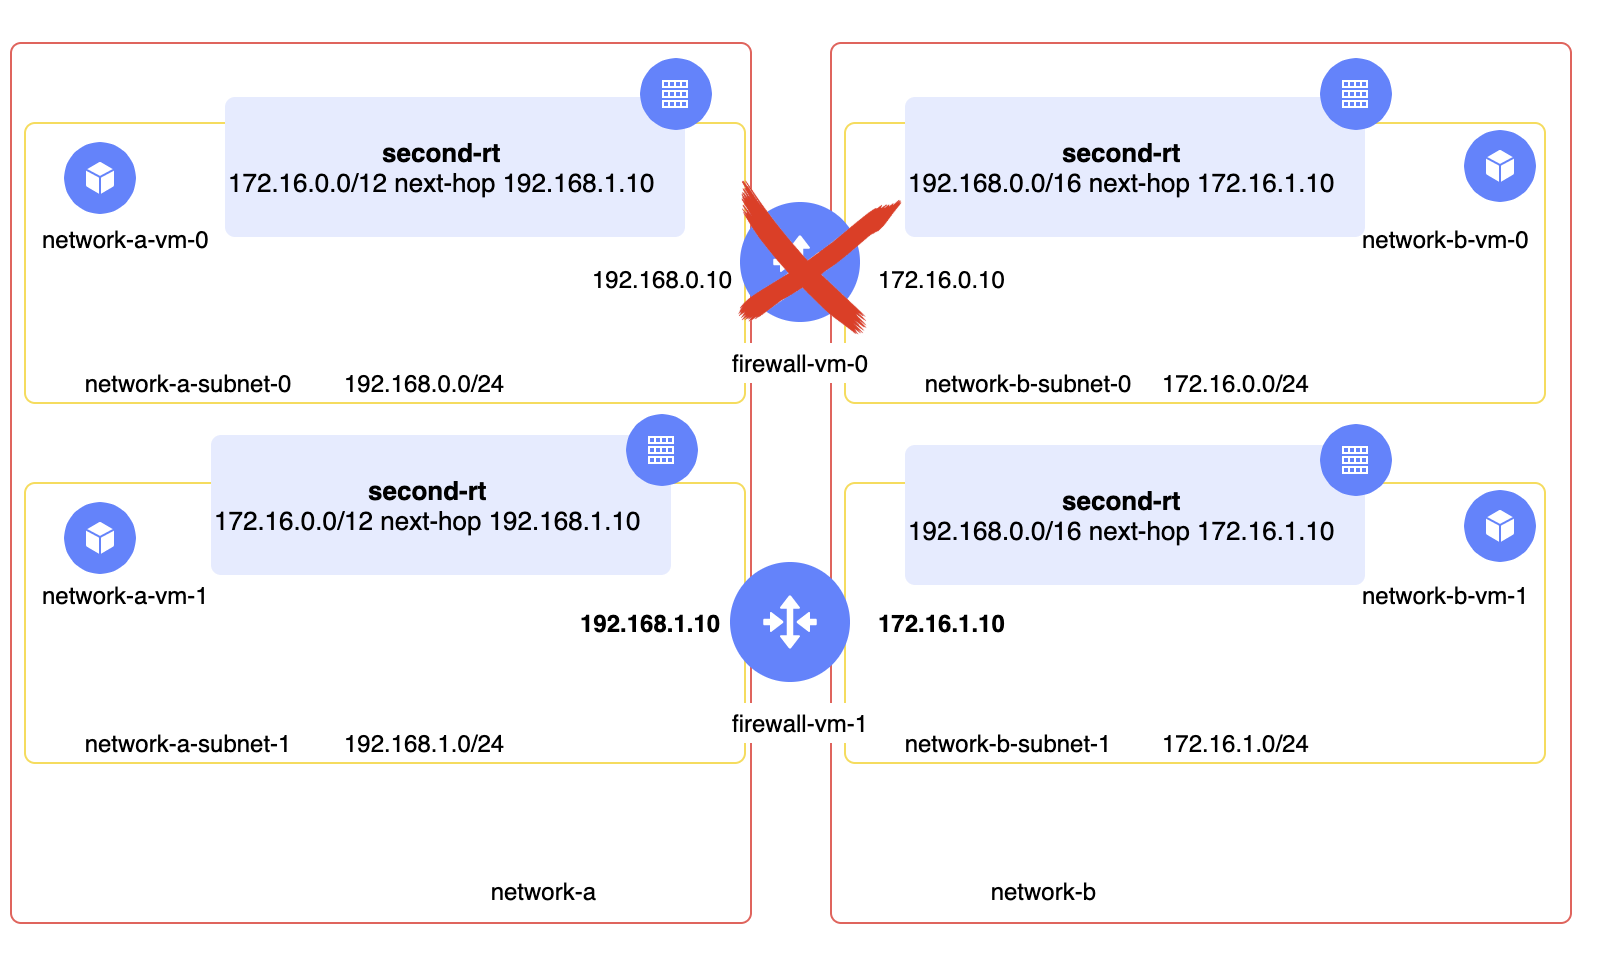 second-rt
172.16.0.0/12 next-hop 192.168.1.10
network-a-vm-0
192.168.0.10
network-a-subnet-0 192.168.0.0/24
second-rt
192.168.0.0/16 next-hop 172.16.1.10
network-b-vm-0
172.16.0.10
firewall-vm-0
network-b-subnet-0 172.16.0.0/24
second-rt
172.16.0.0/12 next-hop 192.168.1.10
network-a-vm-1
192.168.1.10
network-a-subnet-1 192.168.1.0/24
second-rt
192.168.0.0/16 next-hop 172.16.1.10
network-b-vm-1
172.16.1.10
firewall-vm-1
network-b-subnet-1 172.16.1.0/24
network-a
network-b